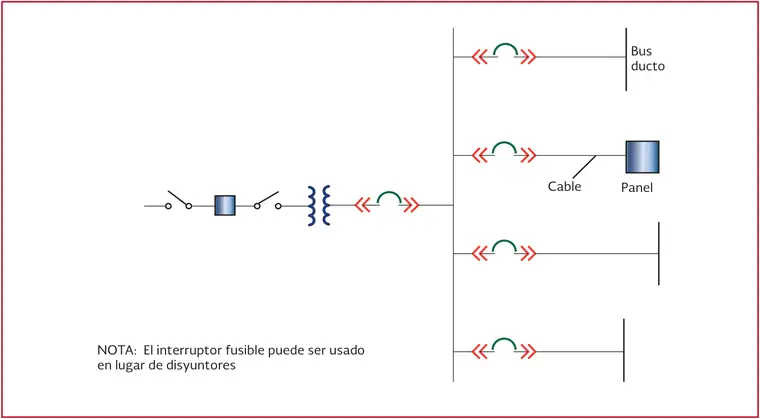 Bus
ducto
Cable
Panel
NOTA: El interruptor fusible puede ser usado
en lugar de disyuntores